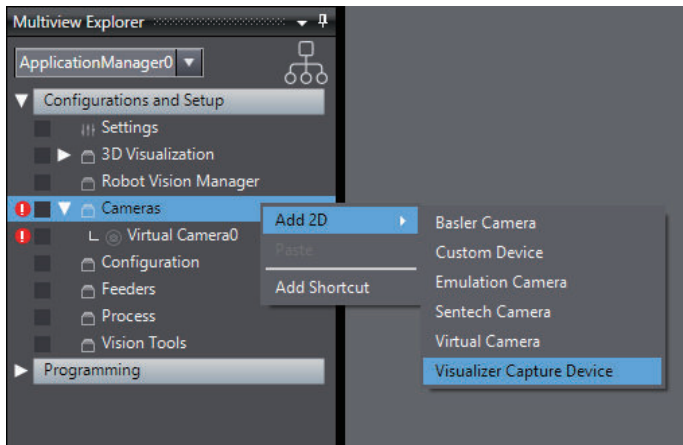 Multiview Explorer
ApplicationManager0
Configurations and Setup
Settings
3D Visualization
Robot Vision Manager
Cameras
Virtual Camera0
Configuration
Feeders
Process
Vision Tools
Programming
Add 2D
Paste
Add Shortcut
Basler Camera
Custom Device
Emulation Camera
Sentech Camera
Virtual Camera
Visualizer Capture Device